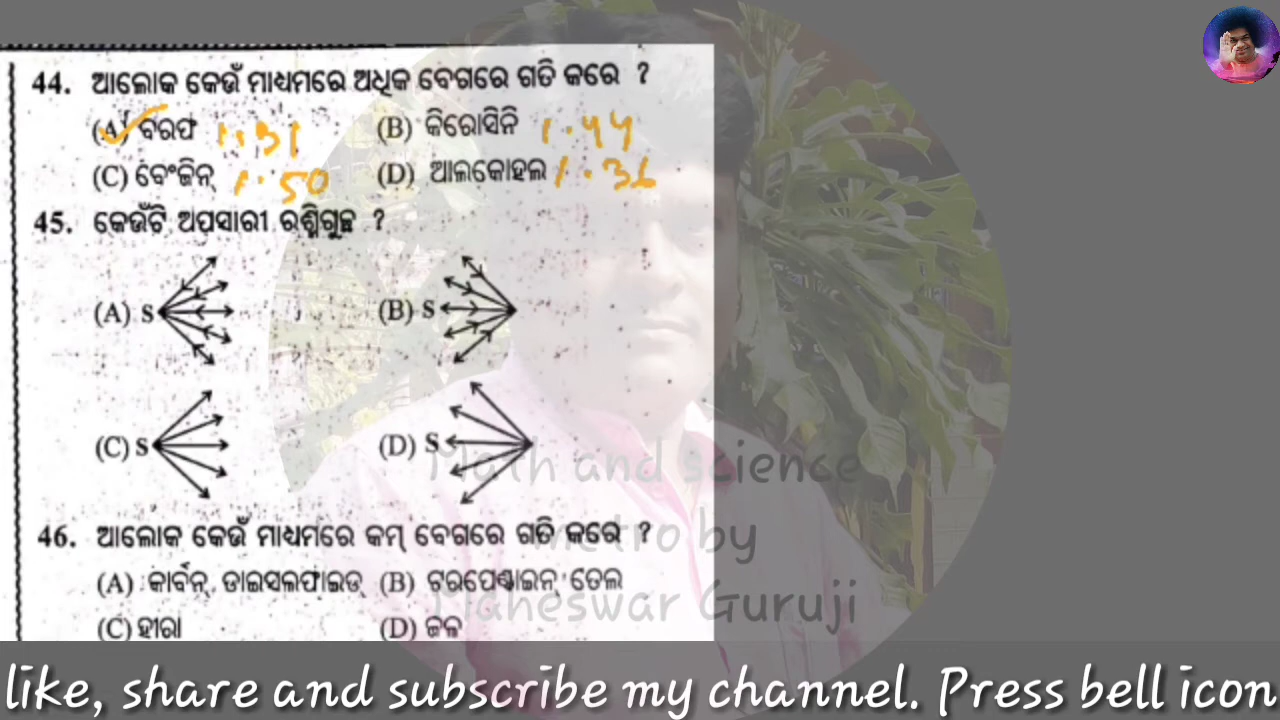 44. ଆଲୋକ କେଉଁ ମାଧ୍ୟମରେ ଅଧିକ ବେଗରେ ଗତି କରେ ?
(A) ବରଫ 1.31 (B) କିରୋସିନି 1.44
(C) ବେଂଜିନ୍ 1.50 (D) ଆଲକୋହଲ 1.36
45. କେଉଁଟି ଅପସାରୀ ରଶ୍ମିଗୁଚ୍ଛ ?
(A) S (B) S
(C) S (D) S
Math and science
metro by
46. ଆଲୋକ କେଉଁ ମାଧ୍ୟମରେ କମ୍ ବେଗରେ ଗତି କରେ ?
(A) କାର୍ବନ୍ ଡାଇସଲଫାଇଡ୍ (B) ଟରପେଣ୍ଟାଇନ୍ ତେଲ
Maheswar Guruji
(C) ହୀରା (D) ଜଳ
like, share and subscribe my channel. Press bell icon